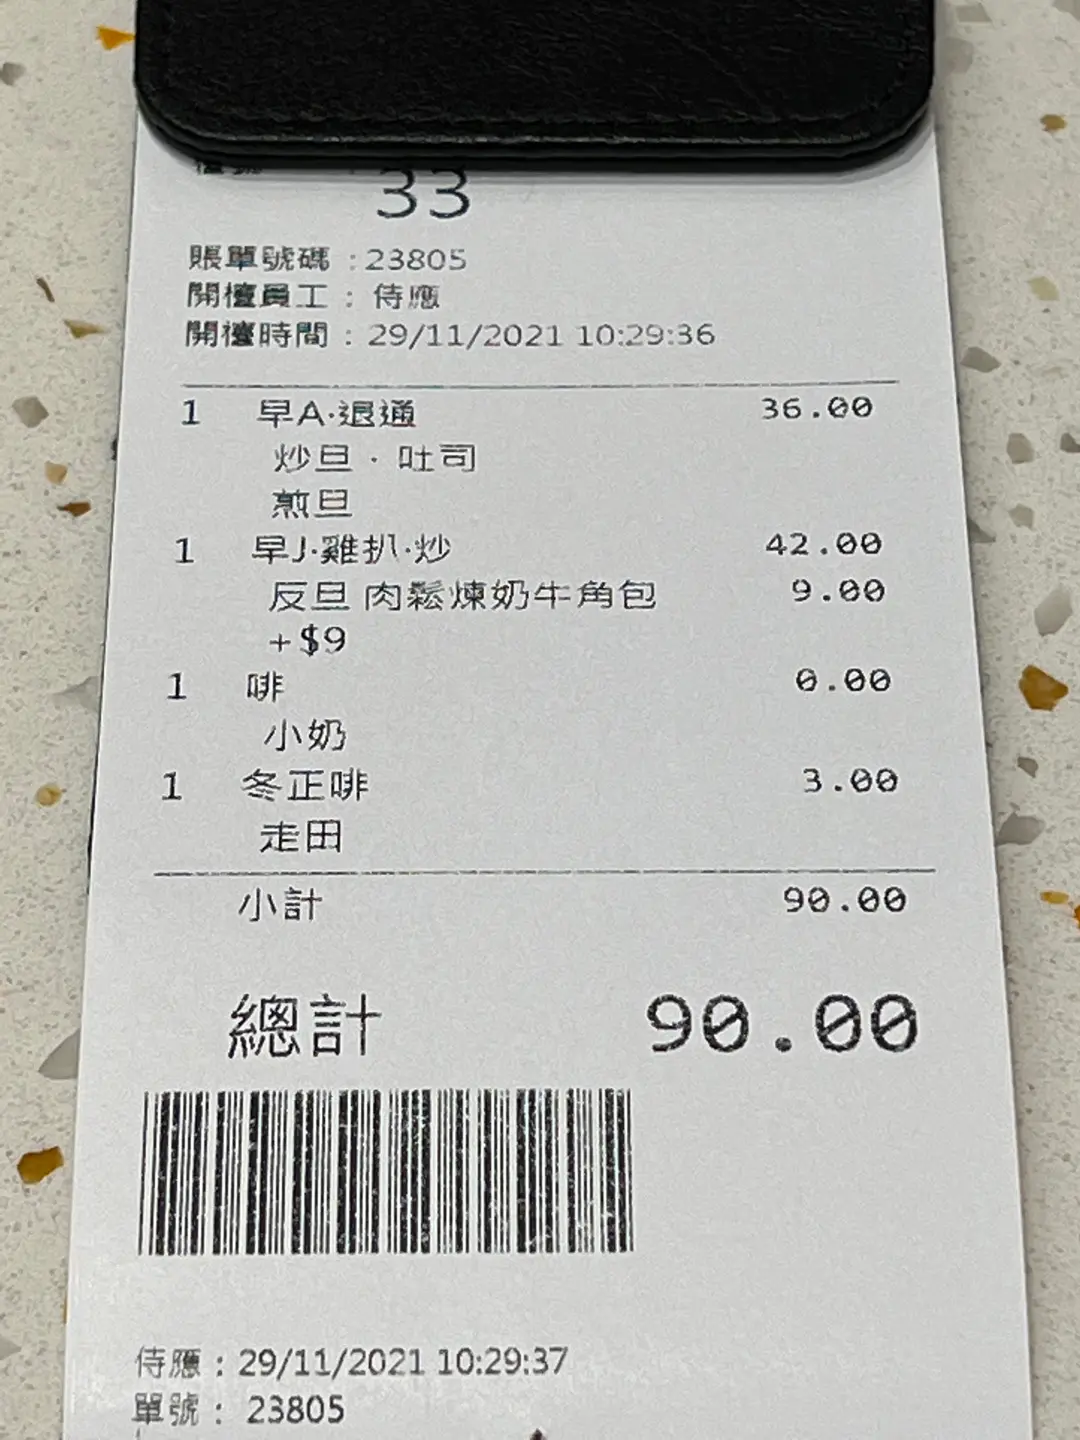 檯號 : 33
賬單號碼 : 23805
開檯員工 : 侍應
開檯時間 : 29/11/2021 10:29:36
1 早A·退通 36.00
炒旦 · 吐司
煎旦
1 早J·雞扒·炒 42.00
反旦 肉鬆煉奶牛角包 9.00
+$9
1 啡 0.00
小奶
1 冬正啡 3.00
走田
小計 90.00
總計 90.00
侍應 : 29/11/2021 10:29:37
單號 : 23805